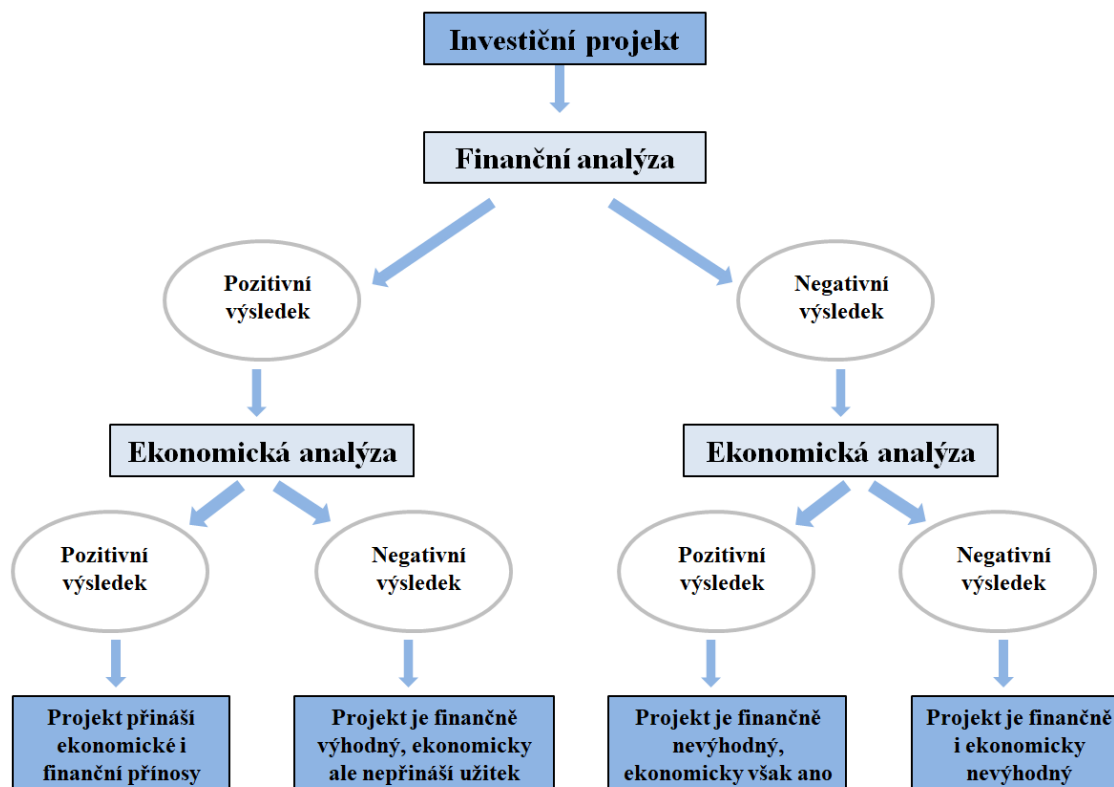 Investiční projekt
Finanční analýza
Pozitivní
výsledek
Negativní
výsledek
Ekonomická analýza
Ekonomická analýza
Pozitivní
výsledek
Negativní
výsledek
Pozitivní
výsledek
Negativní
výsledek
Projekt přináší
ekonomické i
finanční přínosy
Projekt je finančně
výhodný, ekonomicky
ale nepřináší užitek
Projekt je finančně
nevýhodný,
ekonomicky však ano
Projekt je finančně
i ekonomicky
nevýhodný